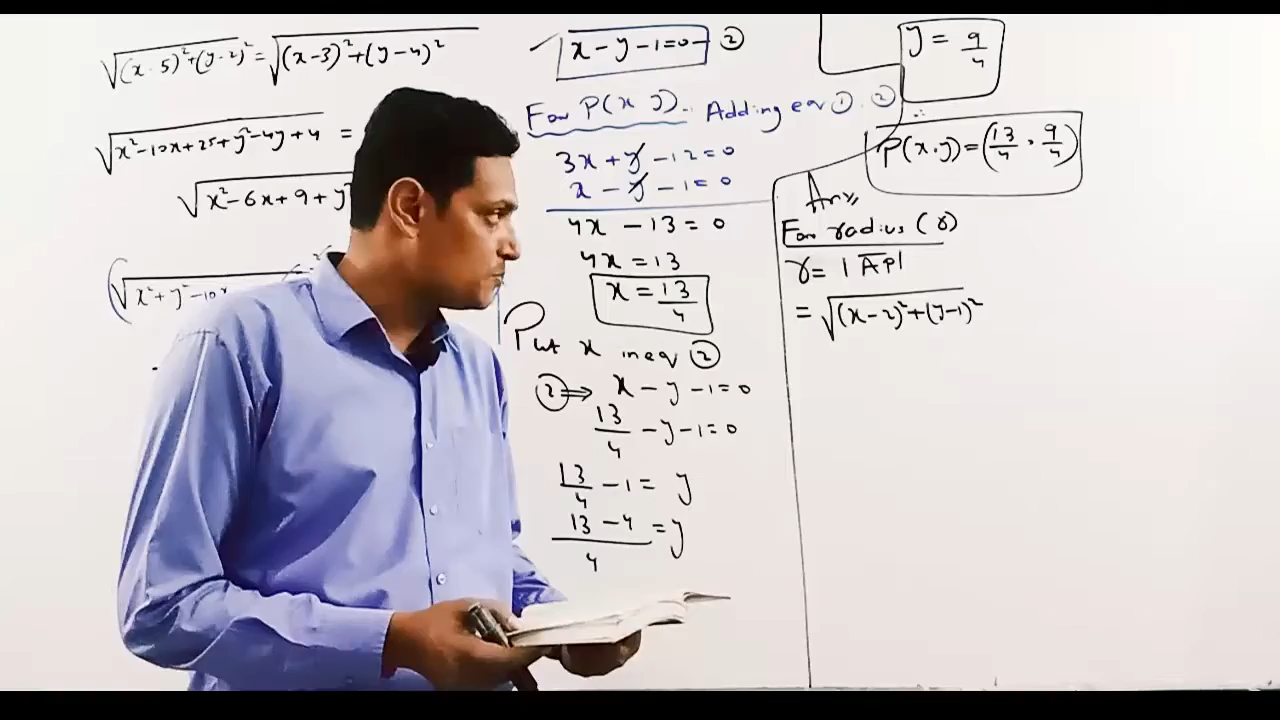 √(x-5)²+(y-2)² = √(x-3)²+(y-4)²
√x²-10x+25+y²-4y+4 =
√x²-6x+9+y²
(√x²+y²-10x
x-y-1=0 - ②
For P(x y). Adding eq ①, ②
3x+y-12=0
x-y-1=0
4x-13=0
4x=13
x=13/4
Put x in eq ②
②⇒ x-y-1=0
13/4-y-1=0
13/4-1=y
13-4/4=y
y=9/4
∴
P(x,y)=(13/4, 9/4)
Ans,
For radius (r)
r=|AP|
=√(x-2)²+(y-1)²